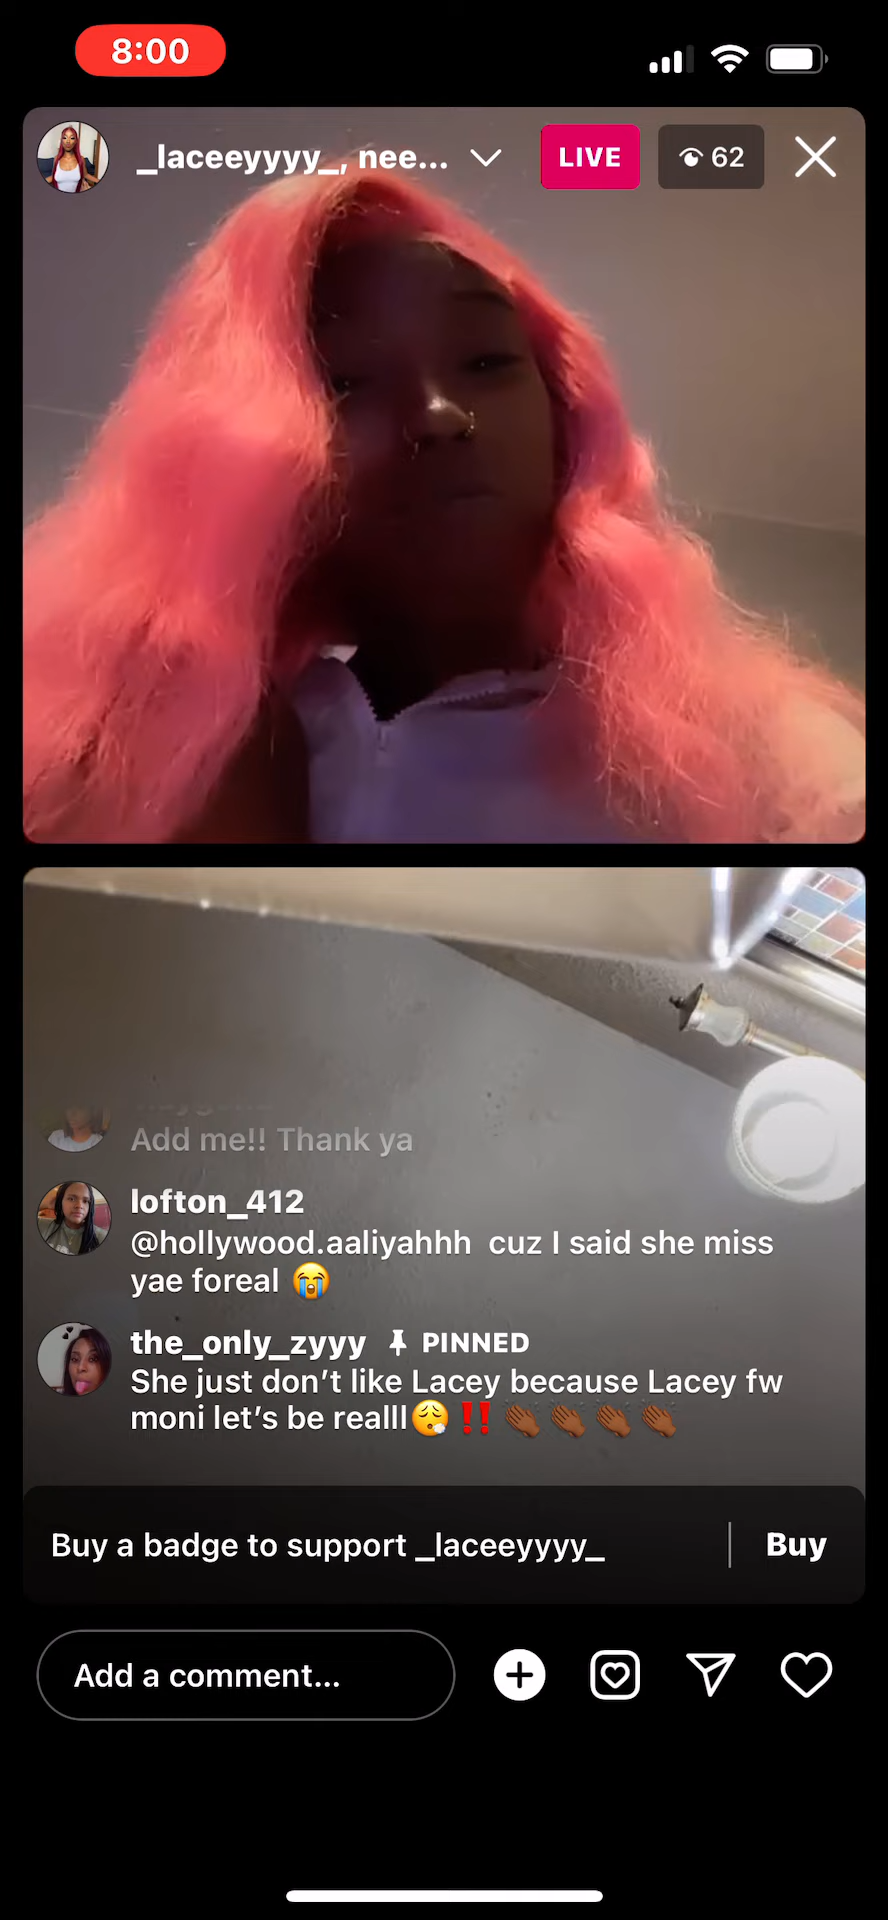 8:00
_laceeyyyy_, nee...
LIVE
62
Add me!! Thank ya
lofton_412
@hollywood.aaliyahhh cuz I said she miss
yae foreal 😭
the_only_zyyy PINNED
She just don’t like Lacey because Lacey fw
moni let’s be realll😮‍💨‼️👏🏾👏🏾👏🏾👏🏾
Buy a badge to support _laceeyyyy_
Buy
Add a comment...